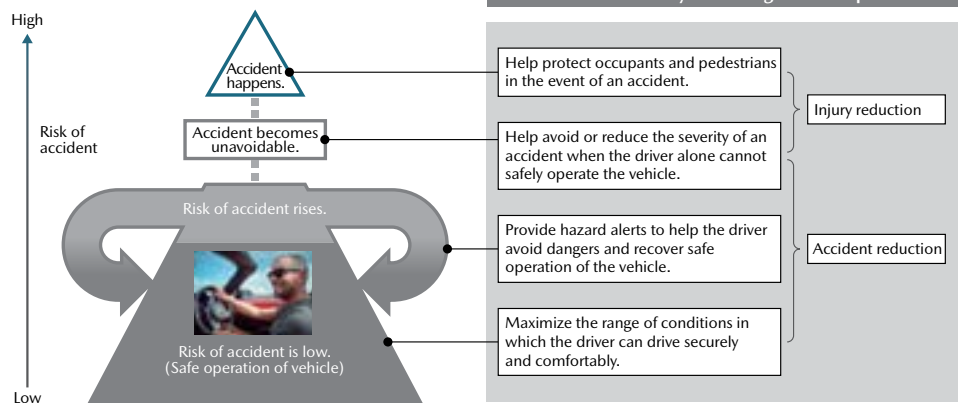 High
Accident
happens.
Accident becomes
unavoidable.
Risk of
accident
Risk of accident rises.
Risk of accident is low.
(Safe operation of vehicle)
Low
Help protect occupants and pedestrians
in the event of an accident.
Help avoid or reduce the severity of an
accident when the driver alone cannot
safely operate the vehicle.
Provide hazard alerts to help the driver
avoid dangers and recover safe
operation of the vehicle.
Maximize the range of conditions in
which the driver can drive securely
and comfortably.
Injury reduction
Accident reduction